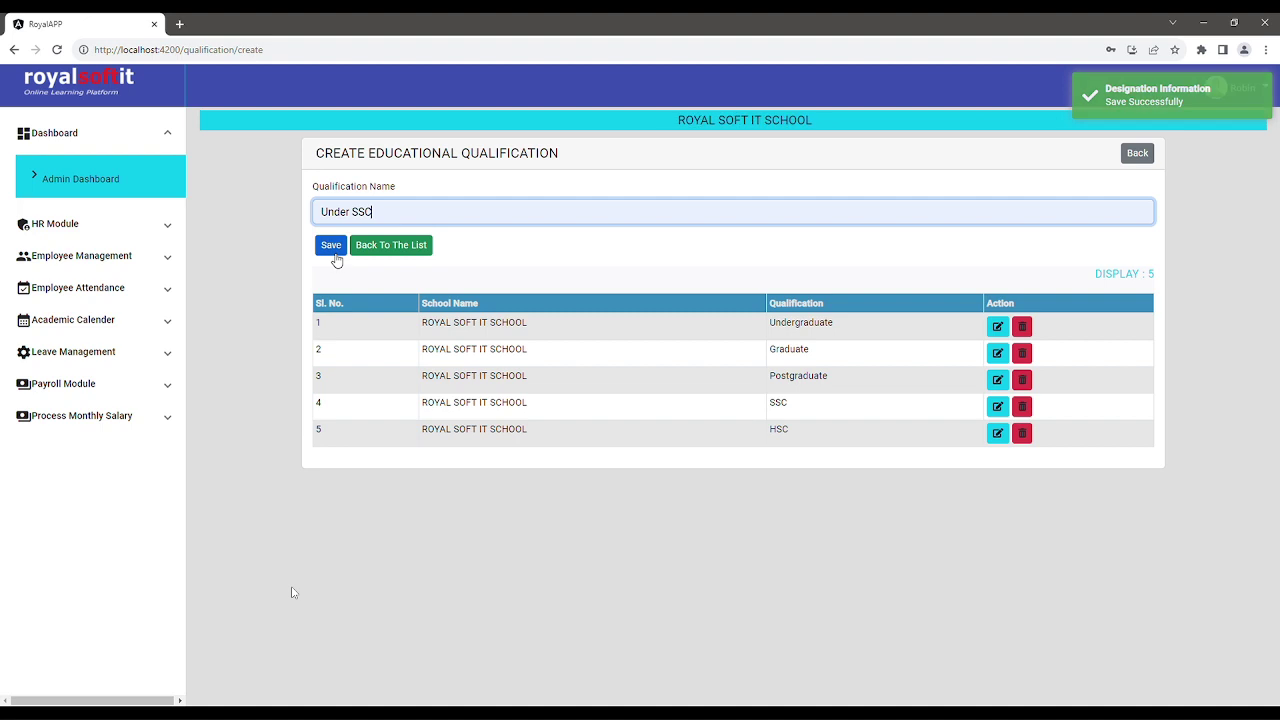 RoyalAPP
http://localhost:4200/qualification/create
royalsoftit
Online Learning Platform
Designation Information
Save Successfully
Robin
Dashboard
Admin Dashboard
HR Module
Employee Management
Employee Attendance
Academic Calender
Leave Management
Payroll Module
Process Monthly Salary
ROYAL SOFT IT SCHOOL
CREATE EDUCATIONAL QUALIFICATION
Back
Qualification Name
Under SSC
Save Back To The List
DISPLAY : 5
Sl. No. School Name Qualification Action
1 ROYAL SOFT IT SCHOOL Undergraduate
2 ROYAL SOFT IT SCHOOL Graduate
3 ROYAL SOFT IT SCHOOL Postgraduate
4 ROYAL SOFT IT SCHOOL SSC
5 ROYAL SOFT IT SCHOOL HSC